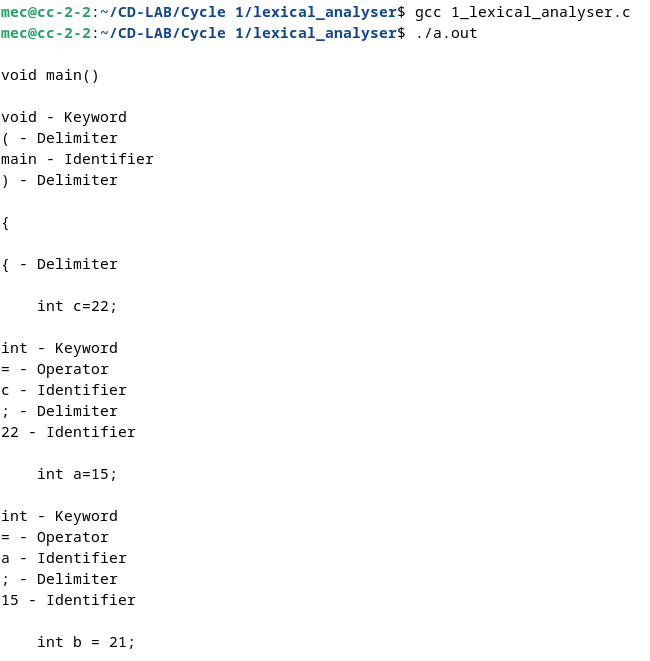 mec@cc-2-2:~/CD-LAB/Cycle 1/lexical_analyser$ gcc 1_lexical_analyser.c
mec@cc-2-2:~/CD-LAB/Cycle 1/lexical_analyser$ ./a.out
void main()
void - Keyword
( - Delimiter
main - Identifier
) - Delimiter
{
{ - Delimiter
int c=22;
int - Keyword
= - Operator
c - Identifier
; - Delimiter
22 - Identifier
int a=15;
int - Keyword
= - Operator
a - Identifier
; - Delimiter
15 - Identifier
int b = 21;